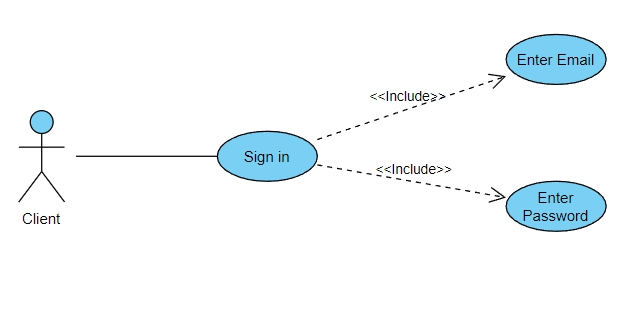 Enter Email
<<Include>>
Sign in
<<Include>>
Enter
Password
Client